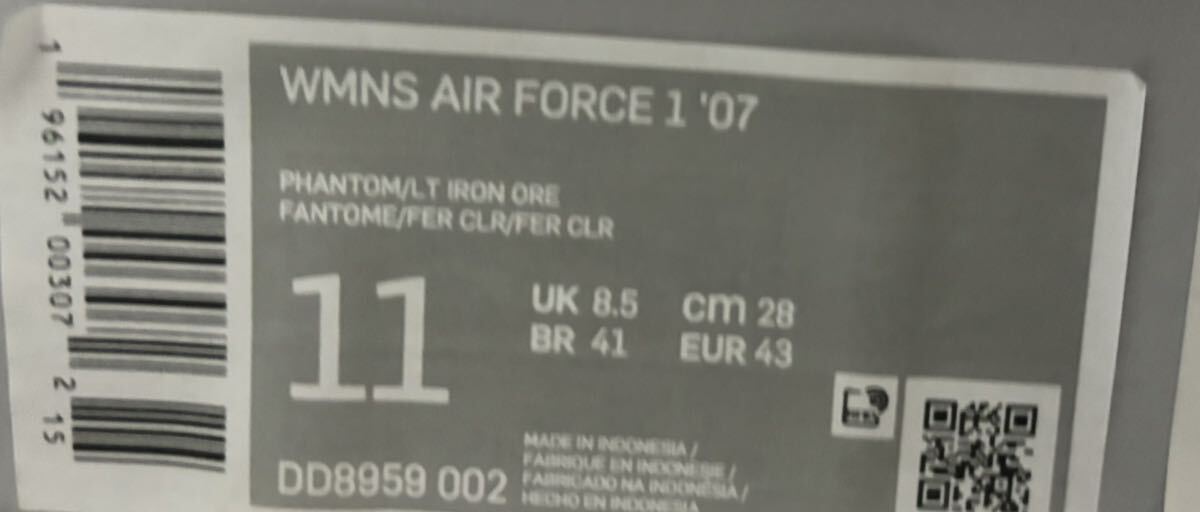 WMNS AIR FORCE 1 '07
PHANTOM/LT IRON ORE
FANTOME/FER CLR/FER CLR
11
UK 8.5 cm 28
BR 41 EUR 43
MADE IN INDONESIA /
FABRIQUE EN INDONESIE /
FABRICADO NA INDONÉSIA /
HECHO EN INDONESIA
DD8959 002
1 96152 00307 2 15